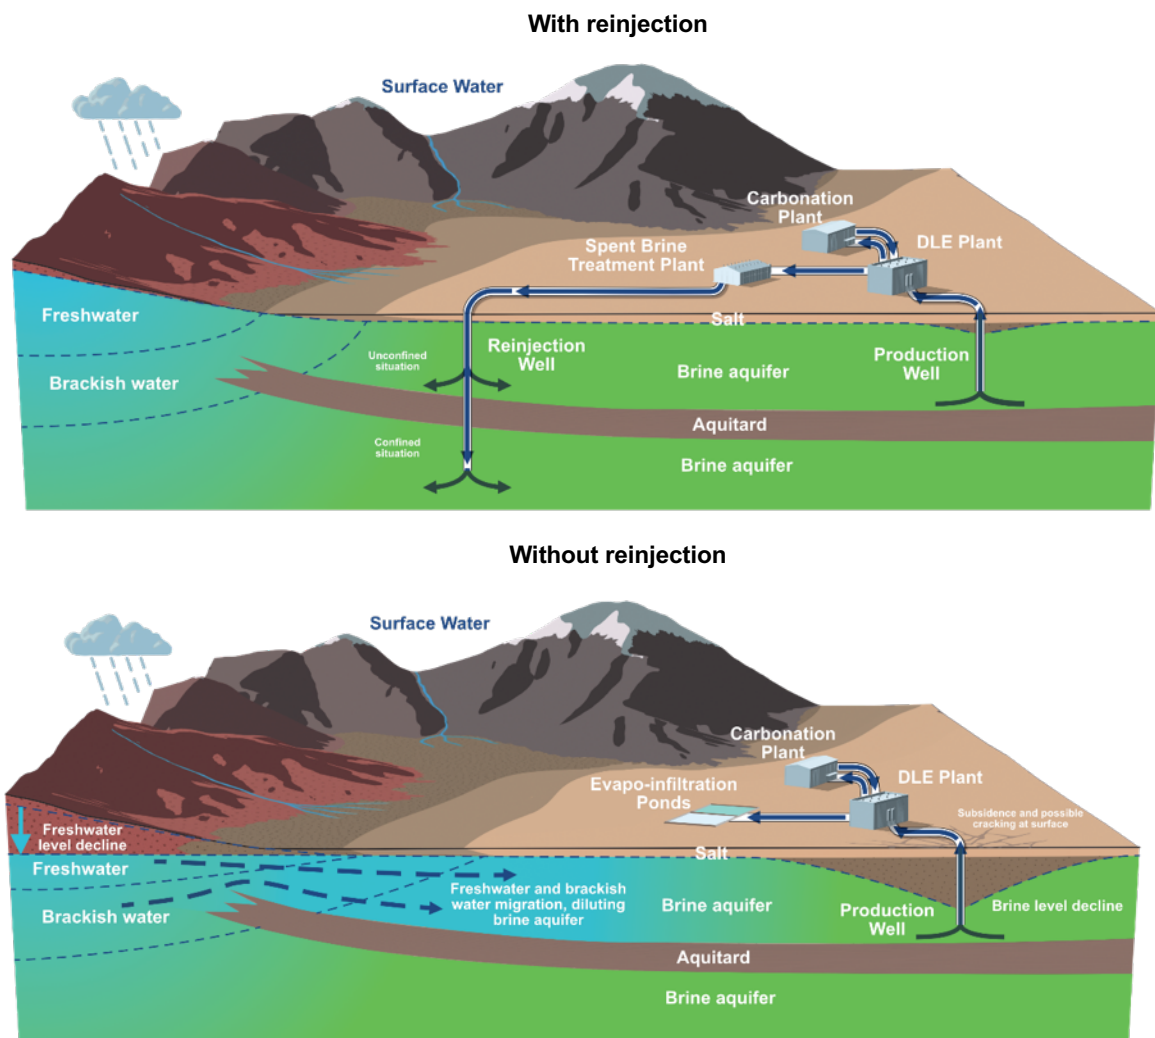 With reinjection
Surface Water
Carbonation
Plant
DLE Plant
Spent Brine
Treatment Plant
Freshwater
Salt
Unconfined
situation
Reinjection
Well
Production
Well
Brine aquifer
Brackish water
Aquitard
Confined
situation
Brine aquifer
Without reinjection
Surface Water
Carbonation
Plant
DLE Plant
Evapo-infiltration
Ponds
Subsidence and possible
cracking at surface
Freshwater
level decline
Salt
Freshwater
Freshwater and brackish
water migration, diluting
brine aquifer
Brine aquifer
Production
Well
Brine level decline
Brackish water
Aquitard
Brine aquifer